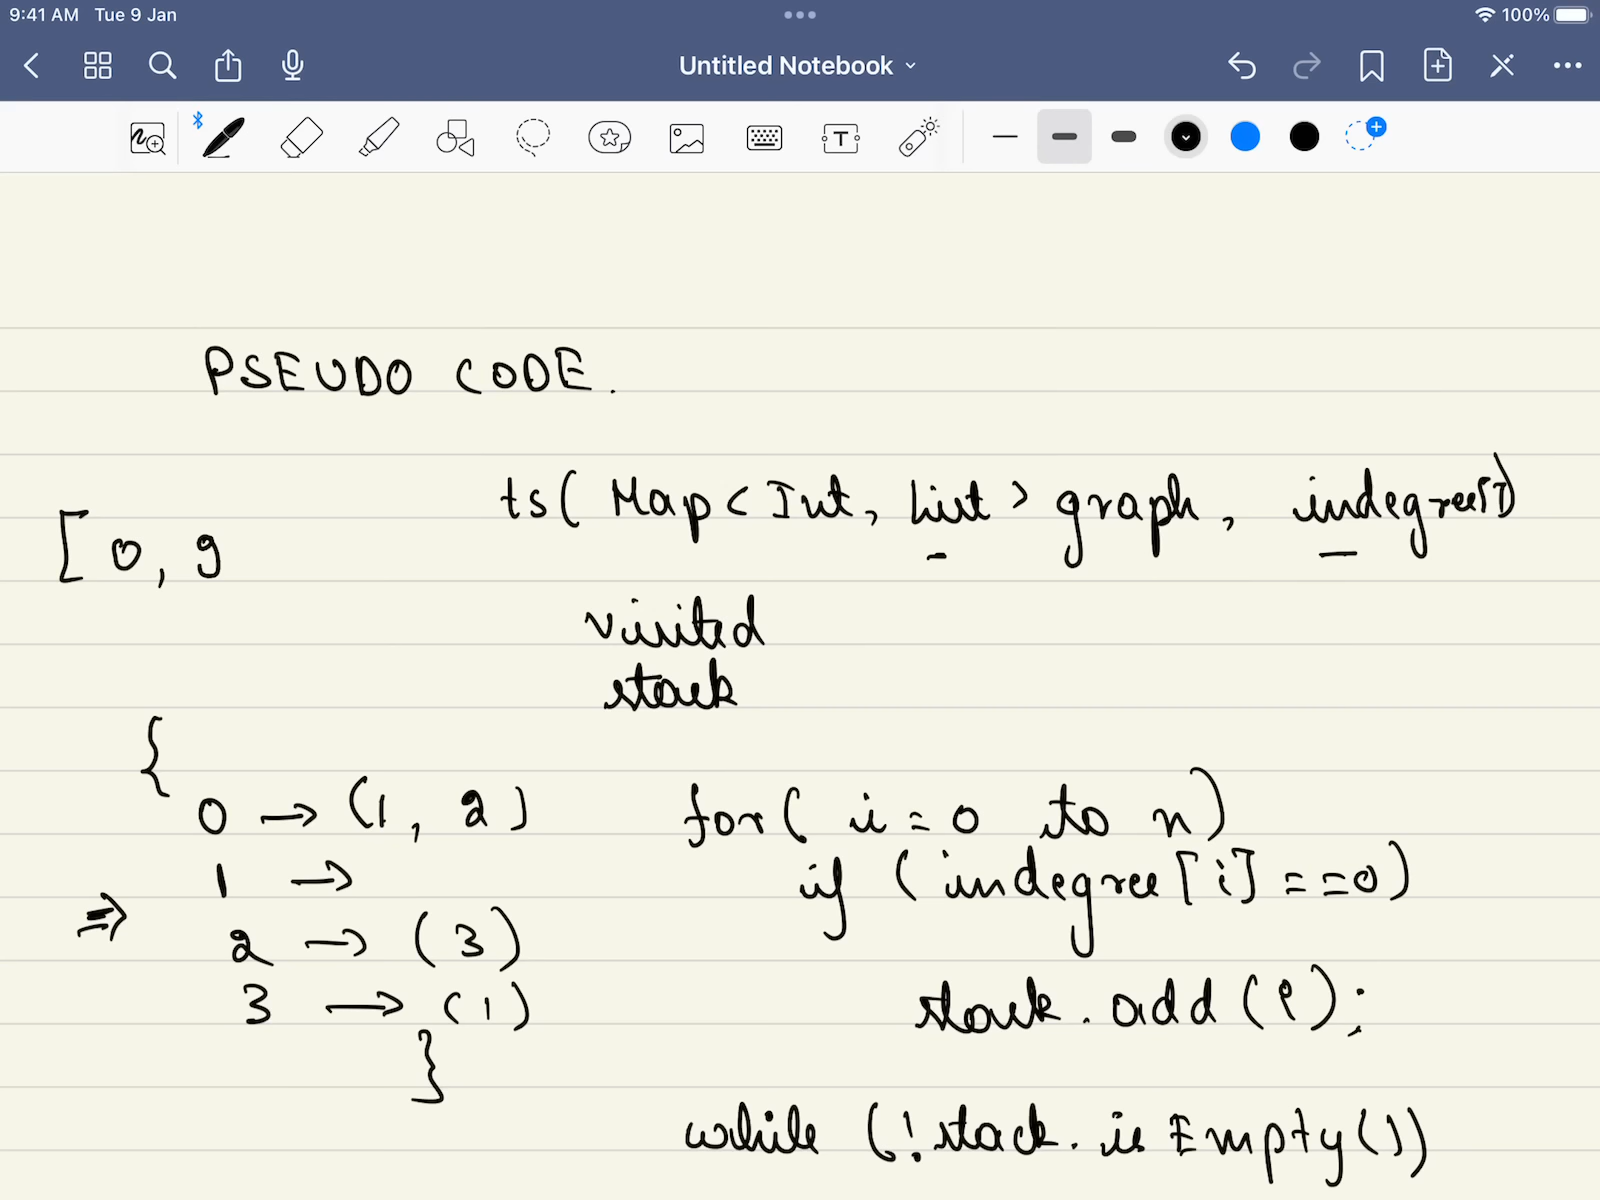 9:41 AM Tue 9 Jan
100%
Untitled Notebook
T
PSEUDO CODE.
ts( Map < Int, List > graph, indegree[])
[ 0, 9
visited
stack
{
0 → (1, 2)
1 →
⇒
2 → (3)
3 → (1)
}
for( i = 0 to n)
if ( indegree[i] ==0)
stack.add(i);
while (!stack.isEmpty())